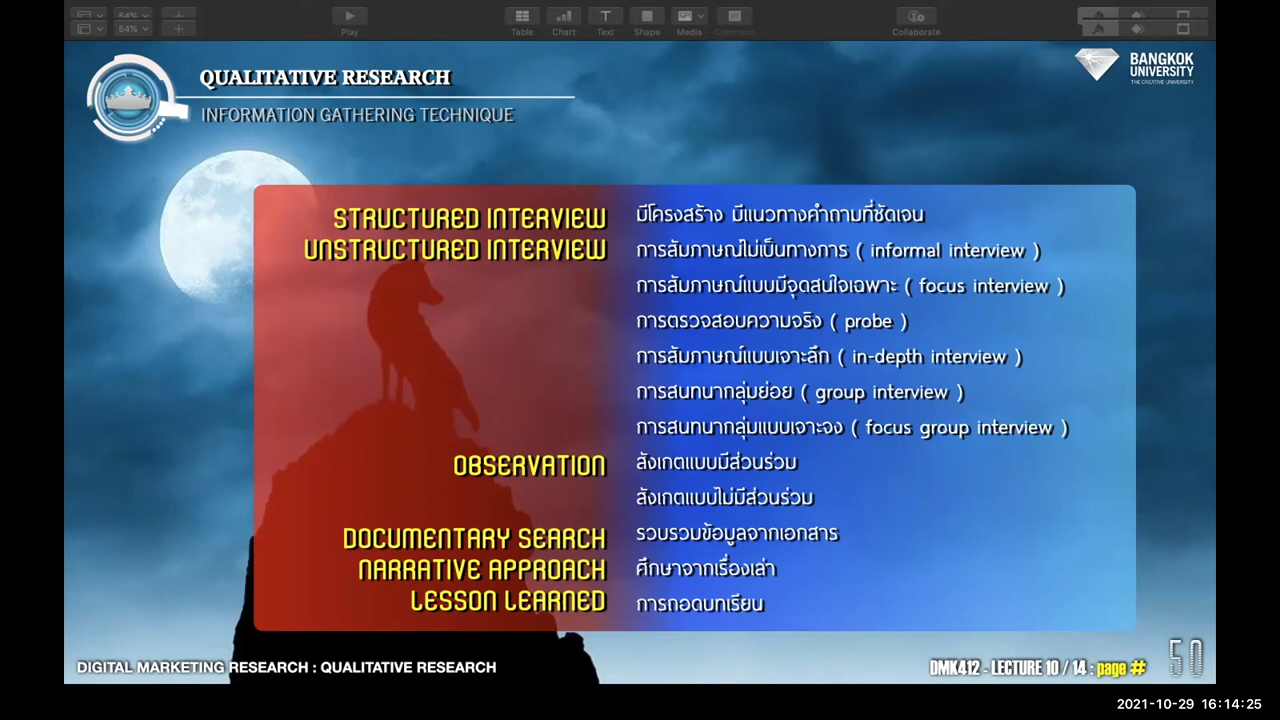 54%
54%
Play
Table
Chart
Text
Shape
Media
Comment
Collaborate
QUALITATIVE RESEARCH
INFORMATION GATHERING TECHNIQUE
BANGKOK
UNIVERSITY
THE CREATIVE UNIVERSITY
STRUCTURED INTERVIEW มีโครงสร้าง มีแนวทางคำถามที่ชัดเจน
UNSTRUCTURED INTERVIEW การสัมภาษณ์ไม่เป็นทางการ ( informal interview )
การสัมภาษณ์แบบมีจุดสนใจเฉพาะ ( focus interview )
การตรวจสอบความจริง ( probe )
การสัมภาษณ์แบบเจาะลึก ( in-depth interview )
การสนทนากลุ่มย่อย ( group interview )
การสนทนากลุ่มแบบเจาะจง ( focus group interview )
OBSERVATION สังเกตแบบมีส่วนร่วม
สังเกตแบบไม่มีส่วนร่วม
DOCUMENTARY SEARCH รวบรวมข้อมูลจากเอกสาร
NARRATIVE APPROACH ศึกษาจากเรื่องเล่า
LESSON LEARNED การถอดบทเรียน
DIGITAL MARKETING RESEARCH : QUALITATIVE RESEARCH
DMK412 - LECTURE 10 / 14 : page # 50
2021-10-29 16:14:25